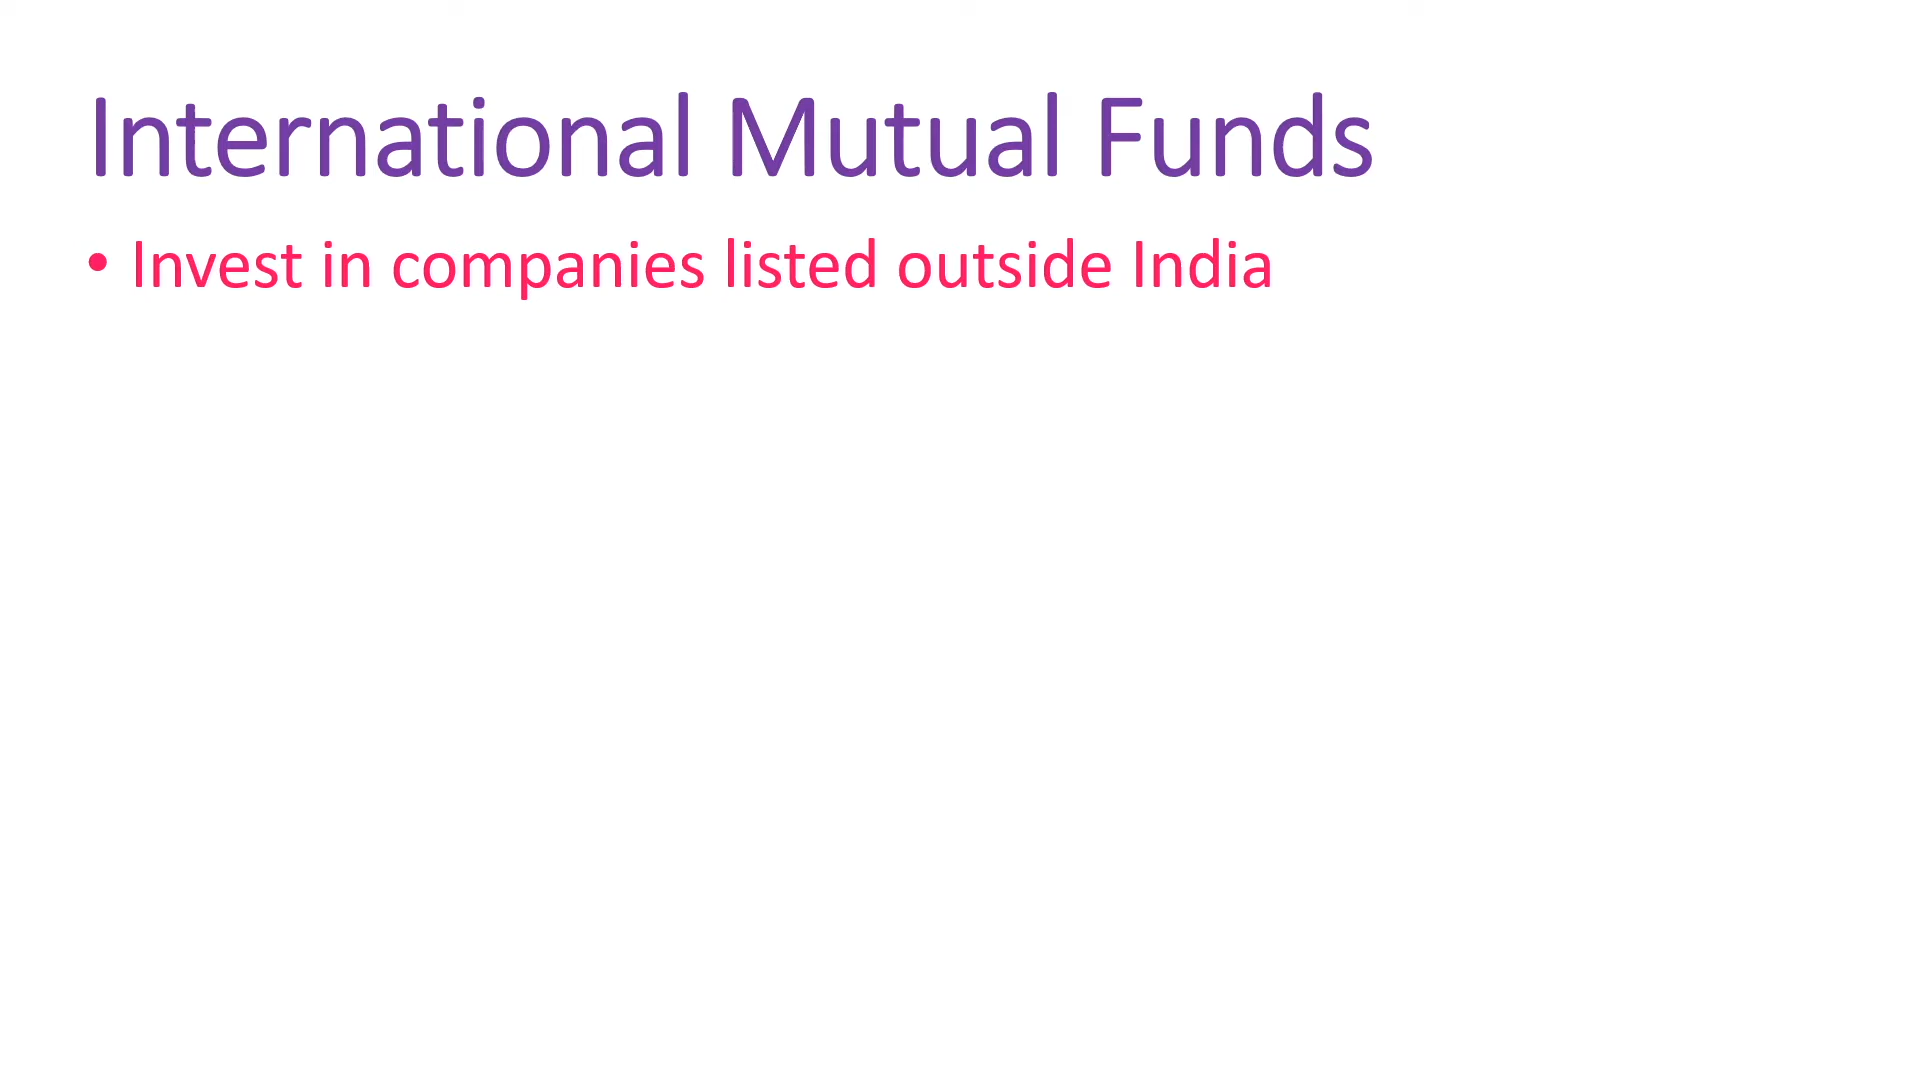 International Mutual Funds
• Invest in companies listed outside India